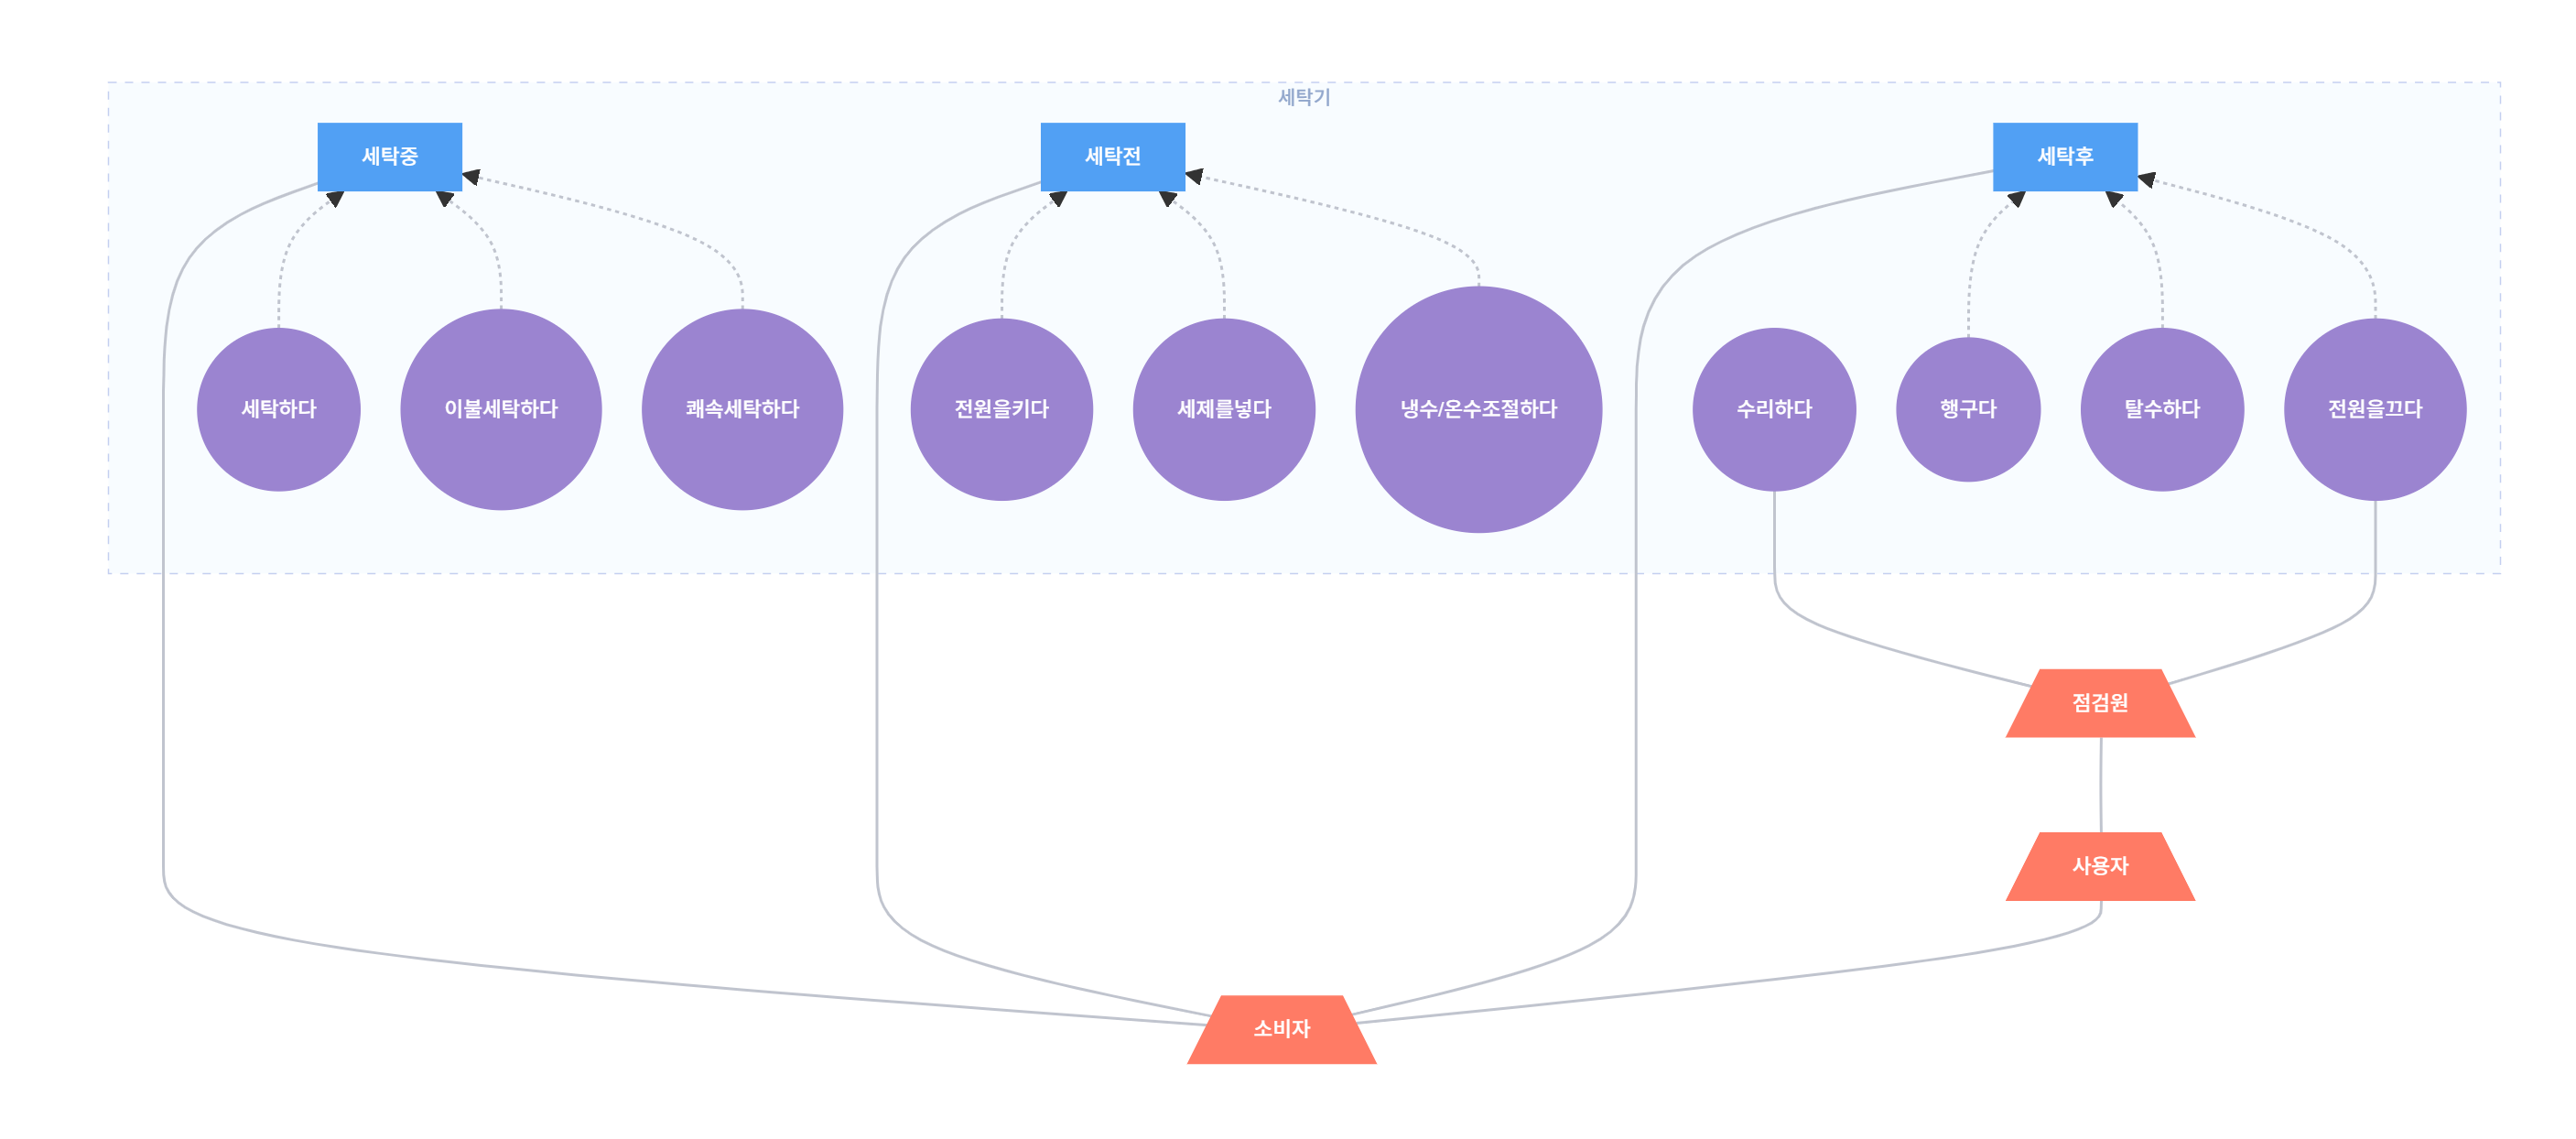 세탁기
세탁중
세탁전
세탁후
세탁하다
이불세탁하다
쾌속세탁하다
전원을키다
세제를넣다
냉수/온수조절하다
수리하다
행구다
탈수하다
전원을끄다
점검원
사용자
소비자